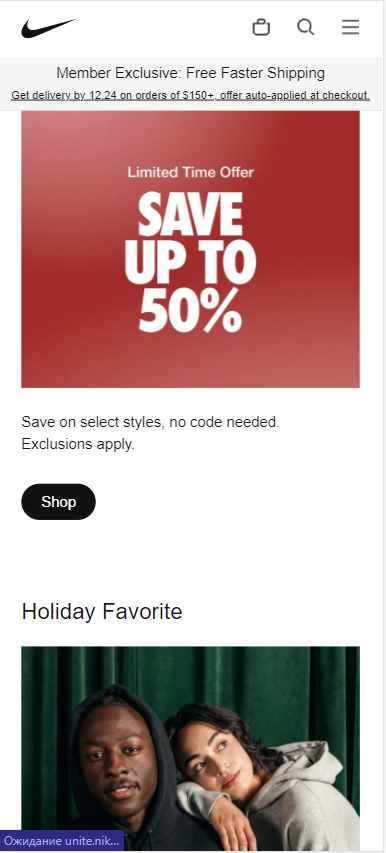 Member Exclusive: Free Faster Shipping
Get delivery by 12.24 on orders of $150+, offer auto-applied at checkout.
Limited Time Offer
SAVE
UP TO
50%
Save on select styles, no code needed.
Exclusions apply.
Shop
Holiday Favorite
Ожидание unite.nik...